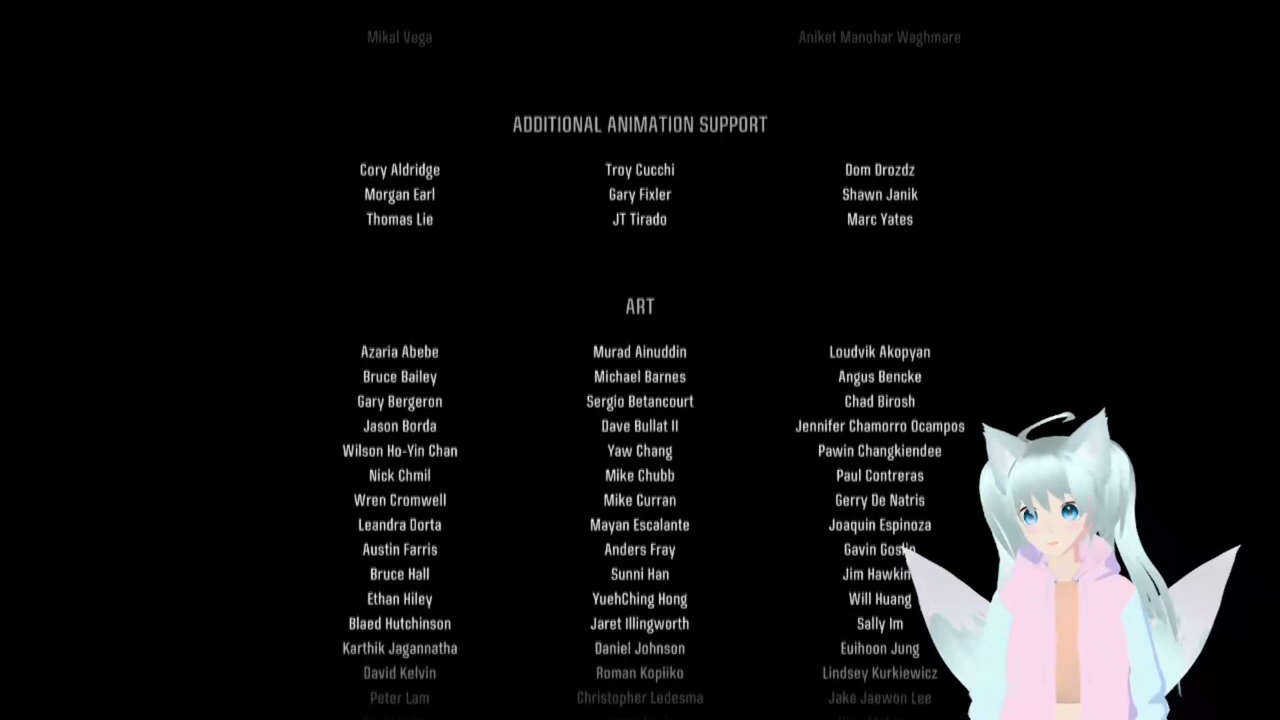 Mikal Vega Aniket Manohar Waghmare
ADDITIONAL ANIMATION SUPPORT
Cory Aldridge Troy Cucchi Dom Drozdz
Morgan Earl Gary Fixler Shawn Janik
Thomas Lie JT Tirado Marc Yates
ART
Azaria Abebe Murad Ainuddin Loudvik Akopyan
Bruce Bailey Michael Barnes Angus Bencke
Gary Bergeron Sergio Betancourt Chad Birosh
Jason Borda Dave Bullat II Jennifer Chamorro Ocampos
Wilson Ho-Yin Chan Yaw Chang Pawin Changkiendee
Nick Chmil Mike Chubb Paul Contreras
Wren Cromwell Mike Curran Gerry De Natris
Leandra Dorta Mayan Escalante Joaquin Espinoza
Austin Farris Anders Fray Gavin
Bruce Hall Sunni Han Jim
Ethan Hiley YuehChing Hong Will Huang
Blaed Hutchinson Jaret Illingworth Sally Im
Karthik Jagannatha Daniel Johnson Euihoon Jung
David Kelvin Roman Kopiiko Lindsey Kurkiewicz
Peter Lam Christopher Ledesma Jake Jaewon Lee